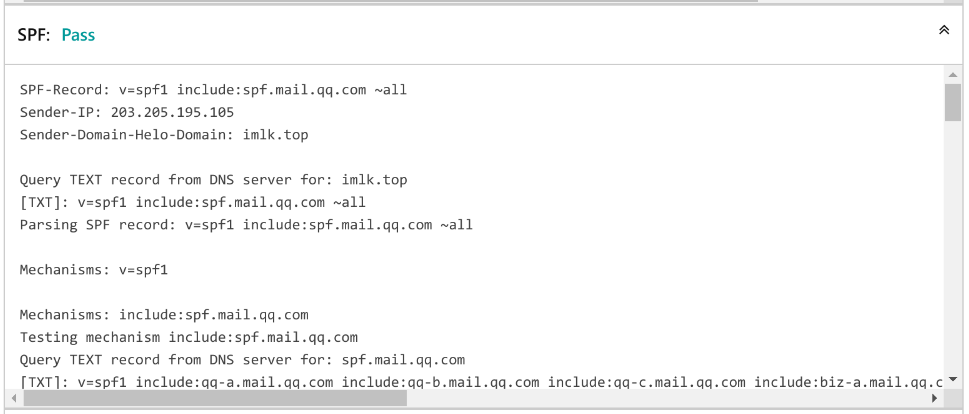 SPF: Pass
SPF-Record: v=spf1 include:spf.mail.qq.com ~all
Sender-IP: 203.205.195.105
Sender-Domain-Helo-Domain: imlk.top
Query TEXT record from DNS server for: imlk.top
[TXT]: v=spf1 include:spf.mail.qq.com ~all
Parsing SPF record: v=spf1 include:spf.mail.qq.com ~all
Mechanisms: v=spf1
Mechanisms: include:spf.mail.qq.com
Testing mechanism include:spf.mail.qq.com
Query TEXT record from DNS server for: spf.mail.qq.com
[TXT]: v=spf1 include:qq-a.mail.qq.com include:qq-b.mail.qq.com include:qq-c.mail.qq.com include:biz-a.mail.qq.c